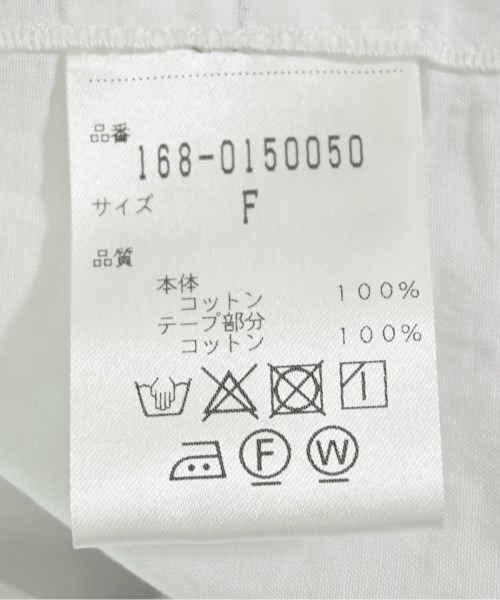 品番
168-0150050
サイズ F
品質
本体
コットン 100%
テープ部分
コットン 100%
F W